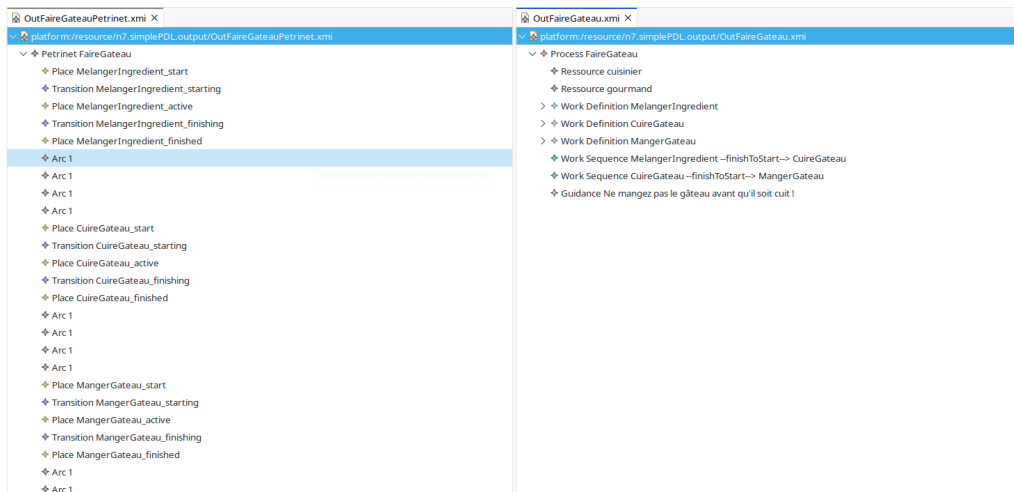 OutFaireGateauPetrinet.xmi
platform:/resource/n7.simplePDL.output/OutFaireGateauPetrinet.xmi
Petrinet FaireGateau
Place MelangerIngredient_start
Transition MelangerIngredient_starting
Place MelangerIngredient_active
Transition MelangerIngredient_finishing
Place MelangerIngredient_finished
Arc 1
Arc 1
Arc 1
Arc 1
Place CuireGateau_start
Transition CuireGateau_starting
Place CuireGateau_active
Transition CuireGateau_finishing
Place CuireGateau_finished
Arc 1
Arc 1
Arc 1
Arc 1
Place MangerGateau_start
Transition MangerGateau_starting
Place MangerGateau_active
Transition MangerGateau_finishing
Place MangerGateau_finished
Arc 1
Arc 1
OutFaireGateau.xmi
platform:/resource/n7.simplePDL.output/OutFaireGateau.xmi
Process FaireGateau
Ressource cuisinier
Ressource gourmand
Work Definition MelangerIngredient
Work Definition CuireGateau
Work Definition MangerGateau
Work Sequence MelangerIngredient --finishToStart--> CuireGateau
Work Sequence CuireGateau --finishToStart--> MangerGateau
Guidance Ne mangez pas le gâteau avant qu'il soit cuit !